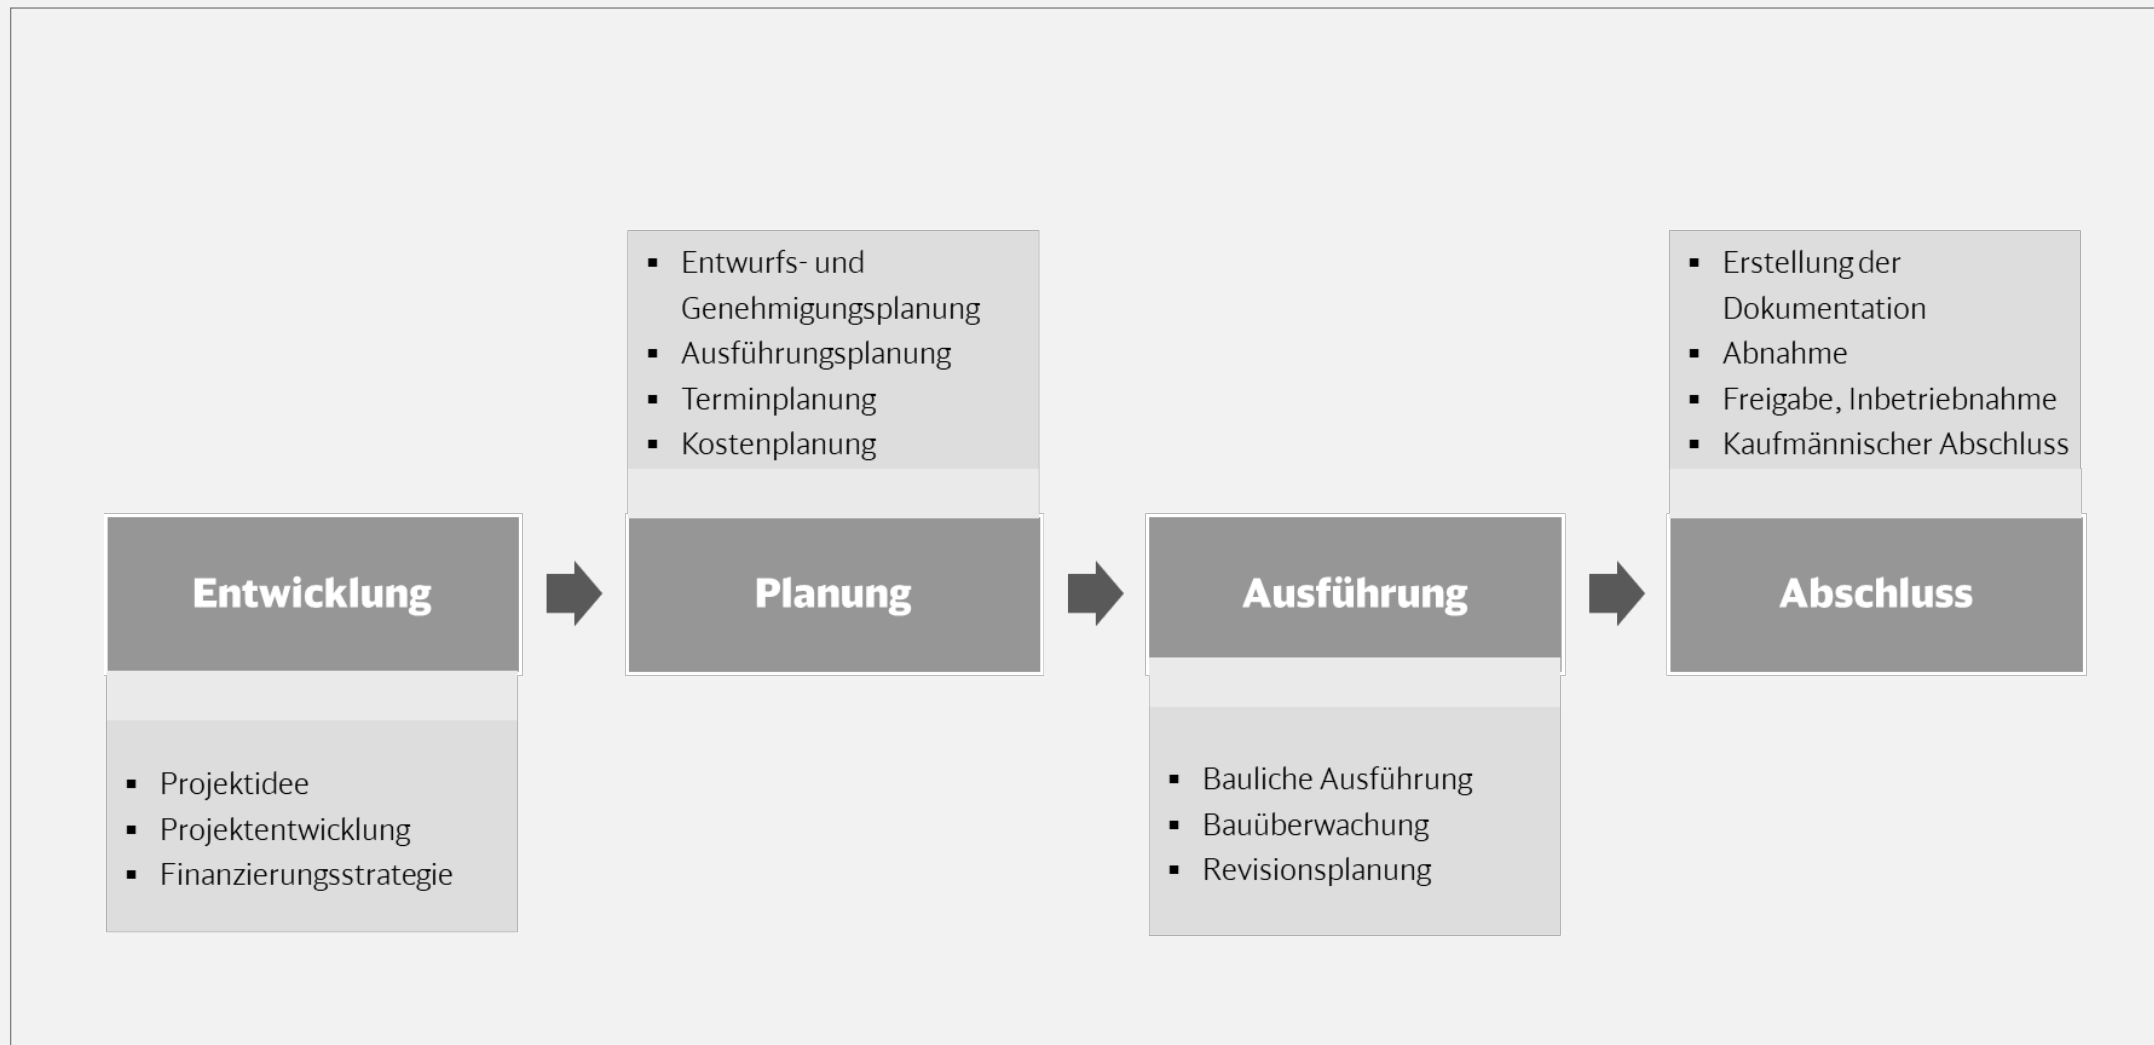 Entwicklung
▪ Projektidee
▪ Projektentwicklung
▪ Finanzierungsstrategie
▪ Entwurfs- und
Genehmigungsplanung
▪ Ausführungsplanung
▪ Terminplanung
▪ Kostenplanung
Planung
Ausführung
▪ Bauliche Ausführung
▪ Bauüberwachung
▪ Revisionsplanung
▪ Erstellung der
Dokumentation
▪ Abnahme
▪ Freigabe, Inbetriebnahme
▪ Kaufmännischer Abschluss
Abschluss